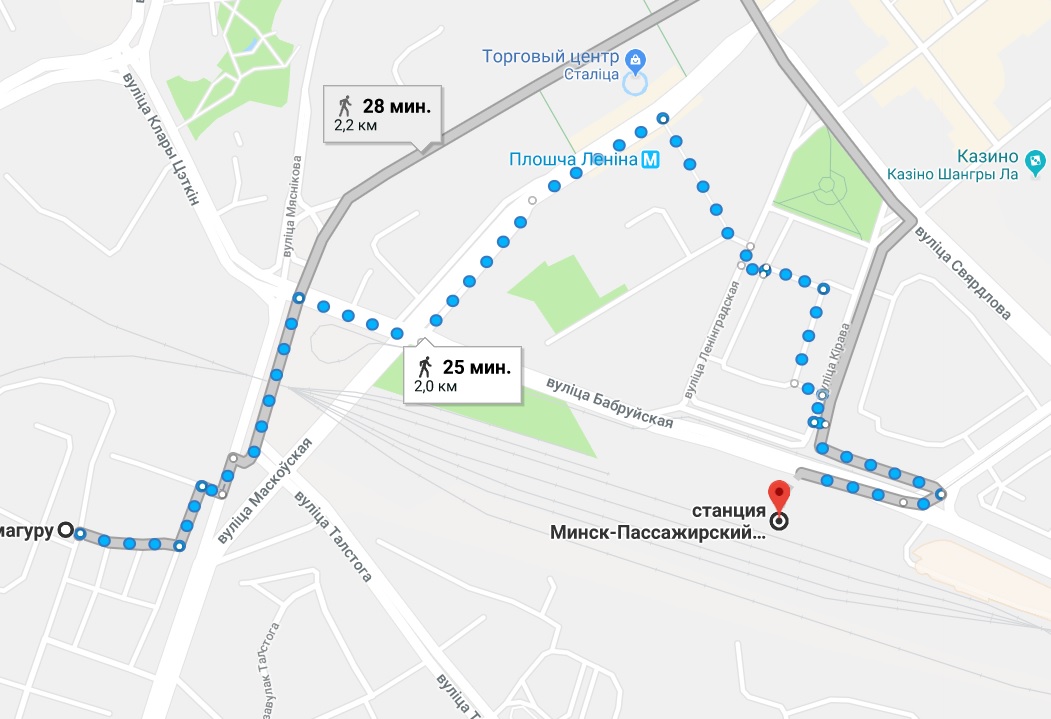 вуліца Клары Цэткін
вуліца Мяснікова
28 мин.
2,2 км
Торговый центр
Сталіца
Плошча Леніна M
Казино
Казіно Шангры Ла
вуліца Свярдлова
вуліца Ленінградская
вуліца Кірава
25 мин.
2,0 км
вуліца Бабруйская
вуліца Маскоўская
вуліца Талстога
магуру
станция
Минск-Пассажирский...
завулак Талстога
вуліца Т